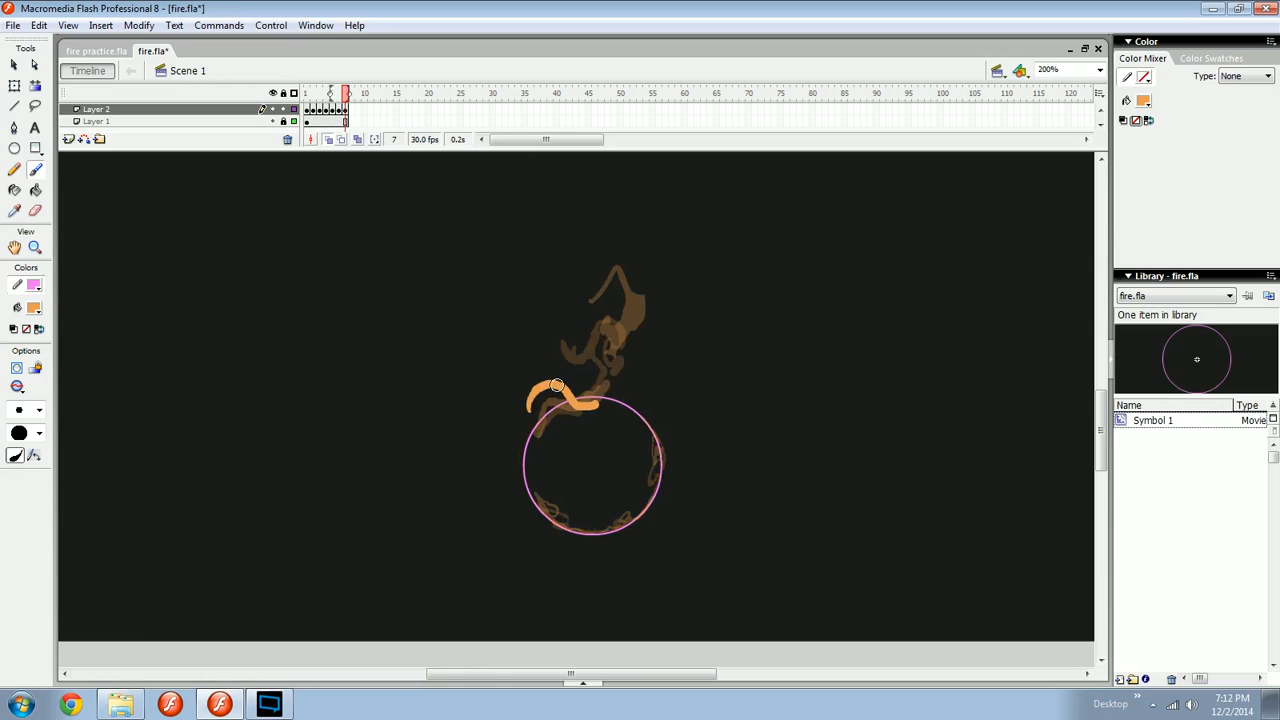 Macromedia Flash Professional 8 - [fire.fla*]
File Edit View Insert Modify Text Commands Control Window Help
Tools
fire practice.fla fire.fla*
Timeline Scene 1 200%
1 5 10 15 20 25 30 35 40 45 50 55 60 65 70 75 80 85 90 95 100 105 110 115 120
Layer 2
Layer 1
7 30.0 fps 0.2s
View
Colors
Options
Color
Color Mixer Color Swatches
Type: None
Library - fire.fla
fire.fla
One item in library
Name Type
Symbol 1 Movie
Desktop
7:12 PM
12/2/2014